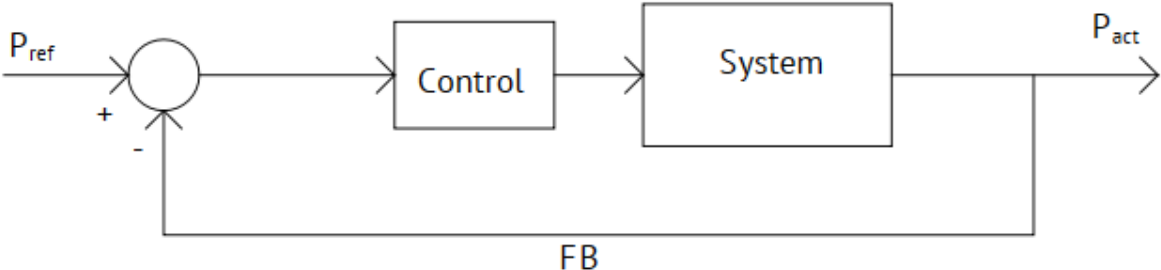 P_ref
+
-
Control
System
P_act
FB